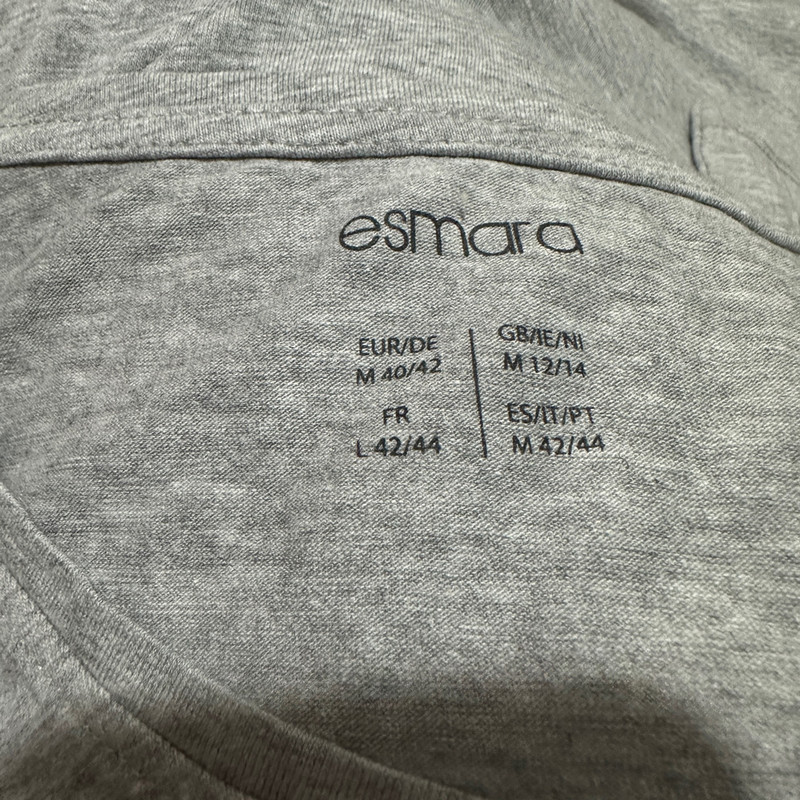 esmara
EUR/DE
M 40/42
GB/IE/NI
M 12/14
FR
L 42/44
ES/IT/PT
M 42/44